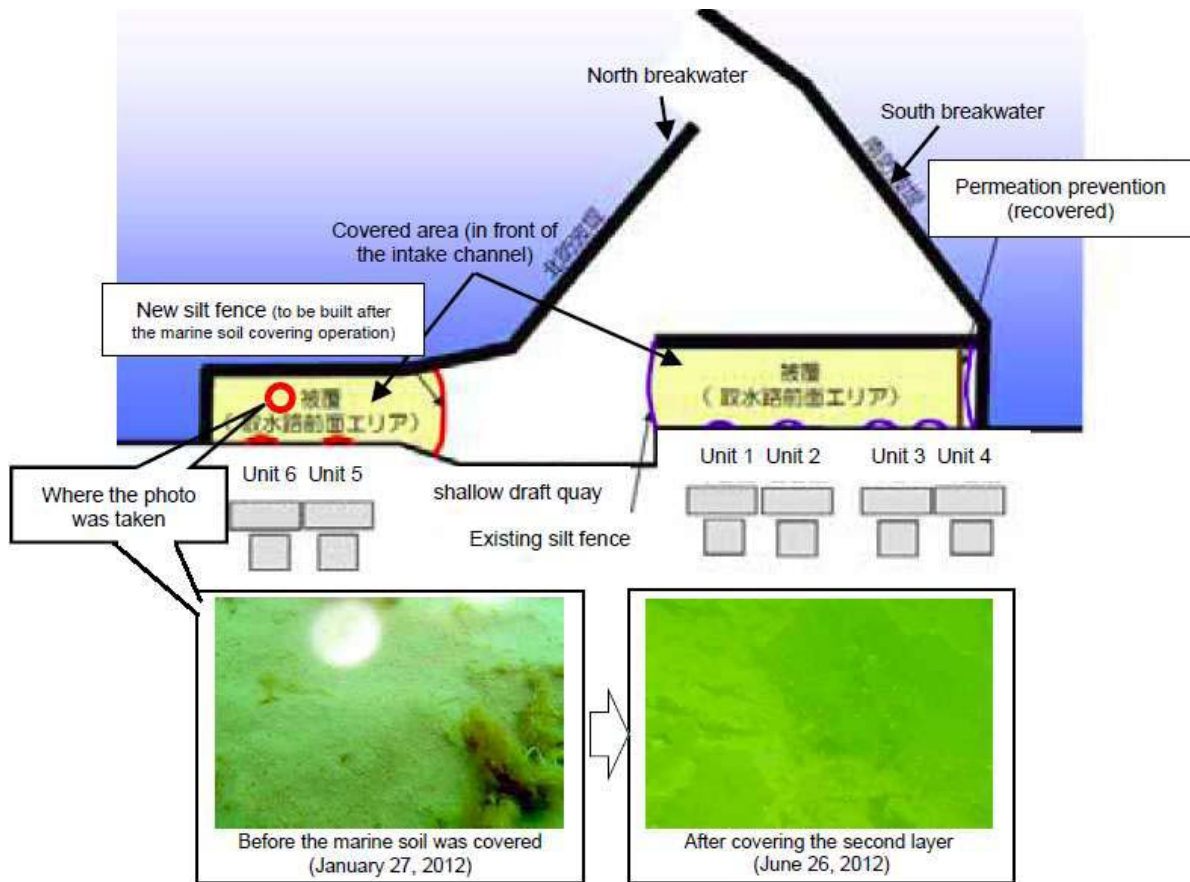 North breakwater
South breakwater
Permeation prevention
(recovered)
Covered area (in front of
the intake channel)
New silt fence (to be built after
the marine soil covering operation)
被覆
（取水路前面エリア）
被覆
（取水路前面エリア）
Unit 6 Unit 5
Unit 1 Unit 2 Unit 3 Unit 4
Where the photo
was taken
shallow draft quay
Existing silt fence
Before the marine soil was covered
(January 27, 2012)
After covering the second layer
(June 26, 2012)